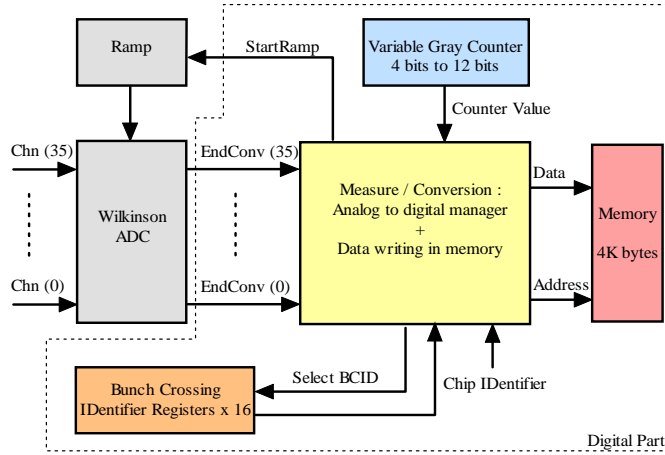 Ramp
StartRamp
Variable Gray Counter
4 bits to 12 bits
Counter Value
Chn (35)
EndConv (35)
Data
Measure / Conversion :
Analog to digital manager
+
Data writing in memory
Wilkinson
ADC
Memory
4K bytes
Chn (0)
EndConv (0)
Address
Select BCID
Chip IDentifier
Bunch Crossing
IDentifier Registers x 16
Digital Part